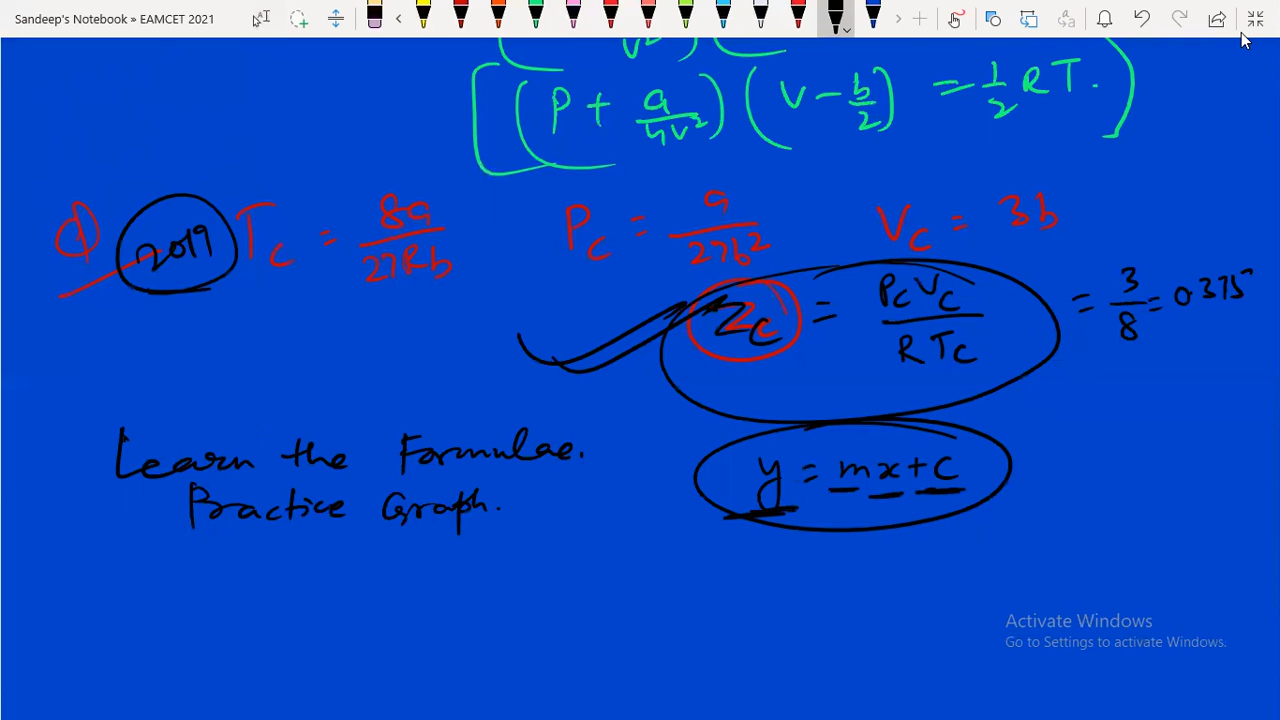 Sandeep's Notebook » EAMCET 2021
V²
[(P + a/4V²) (V - b/2) = 1/2 RT.]
Q 2019 Tc = 8a/27Rb Pc = a/27b² Vc = 3b
Zc = PcVc/RTc = 3/8 = 0.375
Learn the Formulae.
y = mx + c
Practice Graph.
Activate Windows
Go to Settings to activate Windows.